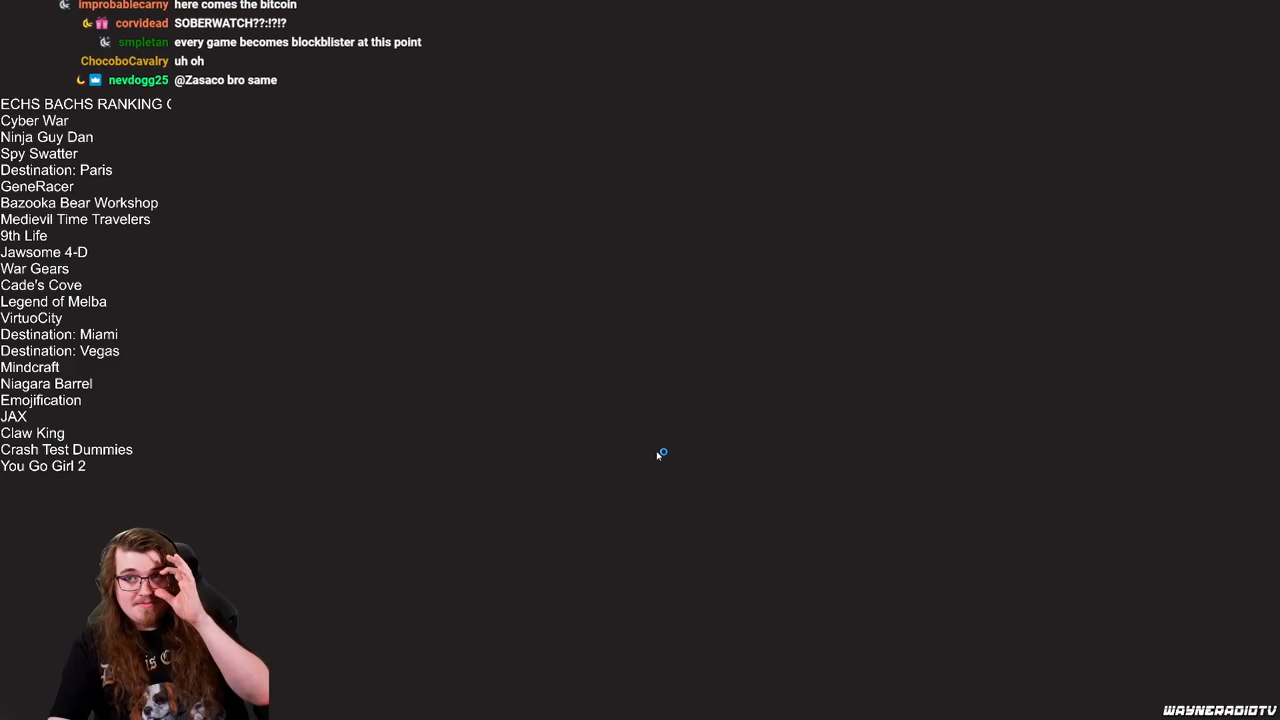 improbablecarny here comes the bitcoin
corvidead SOBERWATCH??:!?!?
smpletan every game becomes blockblister at this point
ChocoboCavalry uh oh
nevdogg25 @Zasaco bro same
ECHS BACHS RANKING
Cyber War
Ninja Guy Dan
Spy Swatter
Destination: Paris
GeneRacer
Bazooka Bear Workshop
Medievil Time Travelers
9th Life
Jawsome 4-D
War Gears
Cade's Cove
Legend of Melba
VirtuoCity
Destination: Miami
Destination: Vegas
Mindcraft
Niagara Barrel
Emojification
JAX
Claw King
Crash Test Dummies
You Go Girl 2
WAYNERADIOTV